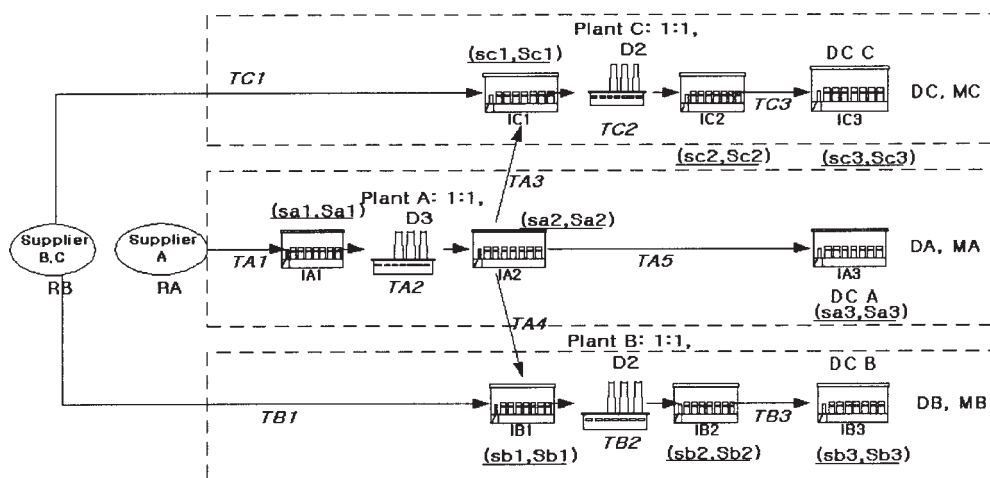 Plant C: 1:1,
(sc1,Sc1)
D2
DC C
TC1
DC, MC
IC1
TC2
IC2
TC3
IC3
(sc2,Sc2)
(sc3,Sc3)
TA3
Plant A: 1:1,
(sa1,Sa1)
D3
(sa2,Sa2)
Supplier
B,C
Supplier
A
DA, MA
TA1
IA1
TA2
IA2
TA5
IA3
RB
RA
DC A
(sa3,Sa3)
TA4
Plant B: 1:1,
D2
DC B
DB, MB
TB1
IB1
TB2
IB2
TB3
IB3
(sb1,Sb1)
(sb2,Sb2)
(sb3,Sb3)